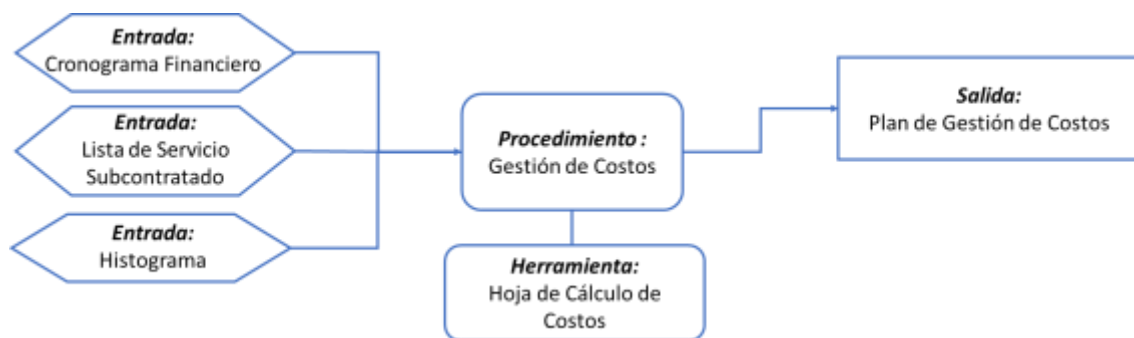 Entrada:
Cronograma Financiero
Entrada:
Lista de Servicio
Subcontratado
Entrada:
Histograma
Procedimiento :
Gestión de Costos
Herramienta:
Hoja de Cálculo de
Costos
Salida:
Plan de Gestión de Costos